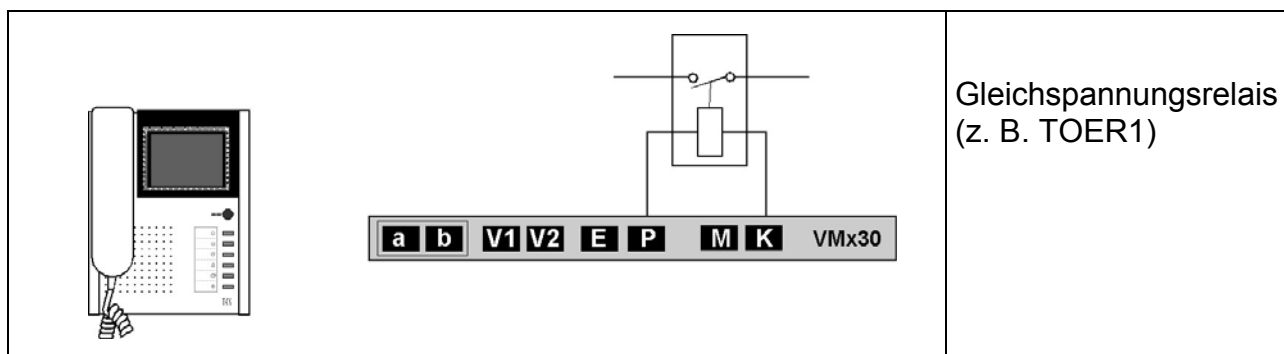 Gleichspannungsrelais
(z. B. TOER1)
a b V1 V2 E P M K VMx30